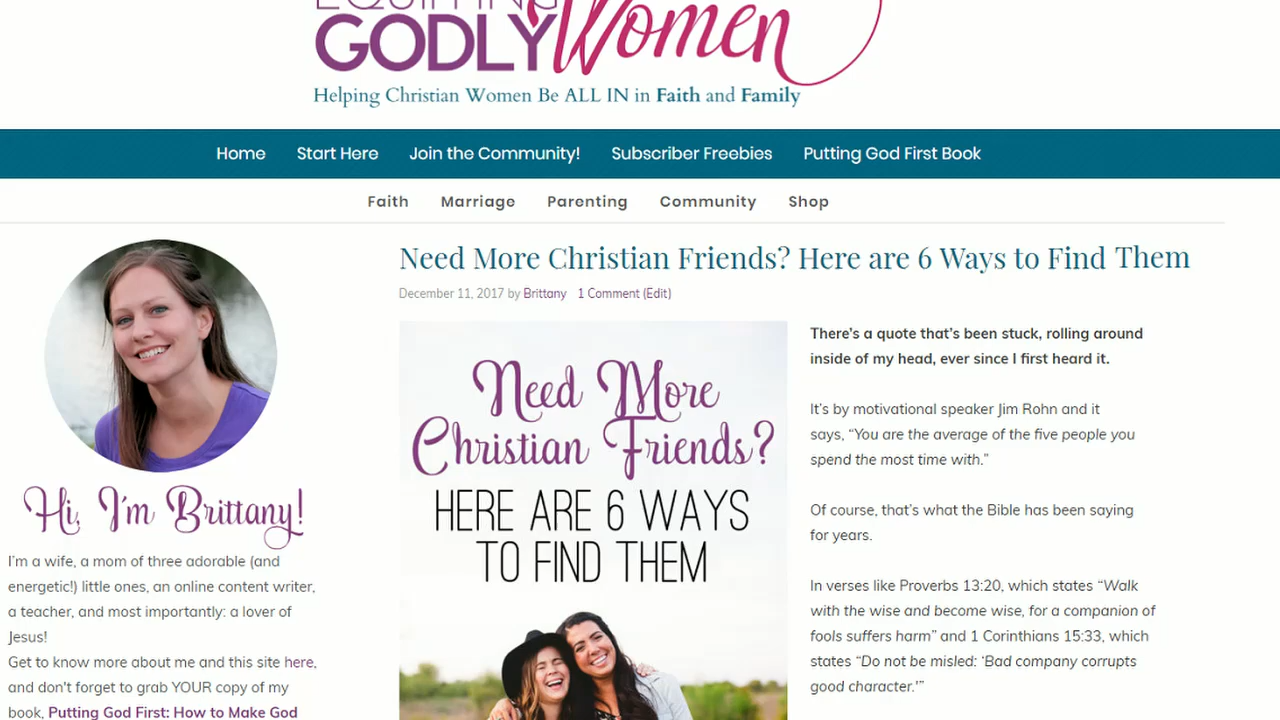 EQUIPPING
GODLY Women
Helping Christian Women Be ALL IN in Faith and Family
Home Start Here Join the Community! Subscriber Freebies Putting God First Book
Faith Marriage Parenting Community Shop
Hi, I'm Brittany!
I'm a wife, a mom of three adorable (and
energetic!) little ones, an online content writer,
a teacher, and most importantly: a lover of
Jesus!
Get to know more about me and this site here,
and don't forget to grab YOUR copy of my
book, Putting God First: How to Make God
Need More Christian Friends? Here are 6 Ways to Find Them
December 11, 2017 by Brittany 1 Comment (Edit)
Need More
Christian Friends?
HERE ARE 6 WAYS
TO FIND THEM
There's a quote that's been stuck, rolling around
inside of my head, ever since I first heard it.
It's by motivational speaker Jim Rohn and it
says, “You are the average of the five people you
spend the most time with.”
Of course, that's what the Bible has been saying
for years.
In verses like Proverbs 13:20, which states “Walk
with the wise and become wise, for a companion of
fools suffers harm” and 1 Corinthians 15:33, which
states “Do not be misled: ‘Bad company corrupts
good character.’”